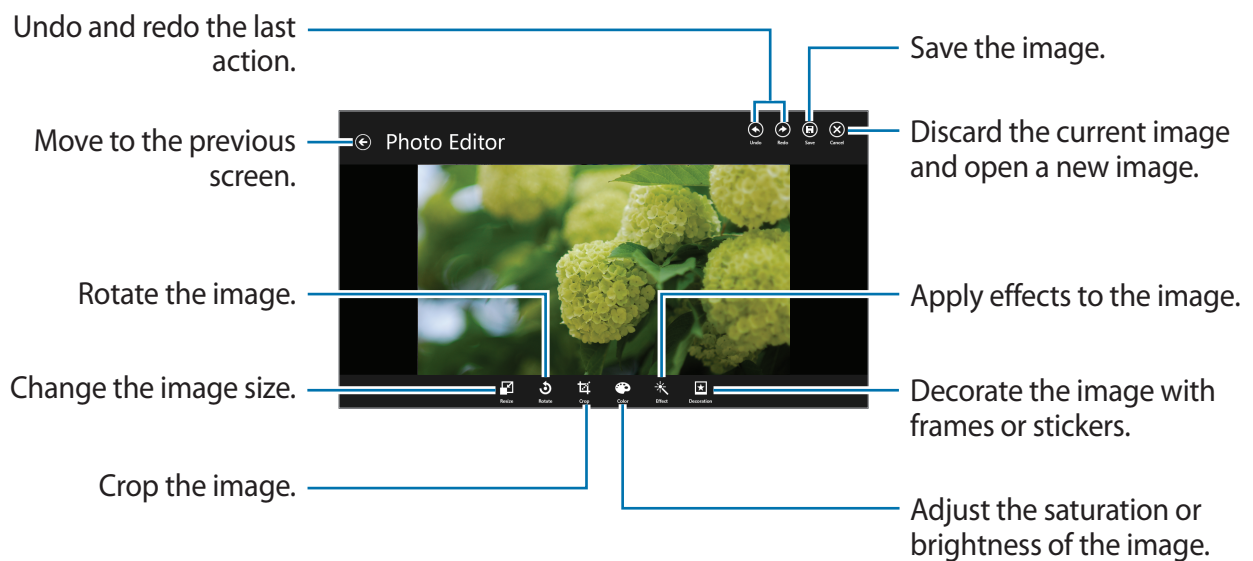 Undo and redo the last
action.
Save the image.
Move to the previous
screen.
Photo Editor
Undo
Redo
Save
Cancel
Discard the current image
and open a new image.
Rotate the image.
Apply effects to the image.
Change the image size.
Resize
Rotate
Crop
Color
Effect
Decoration
Decorate the image with
frames or stickers.
Crop the image.
Adjust the saturation or
brightness of the image.